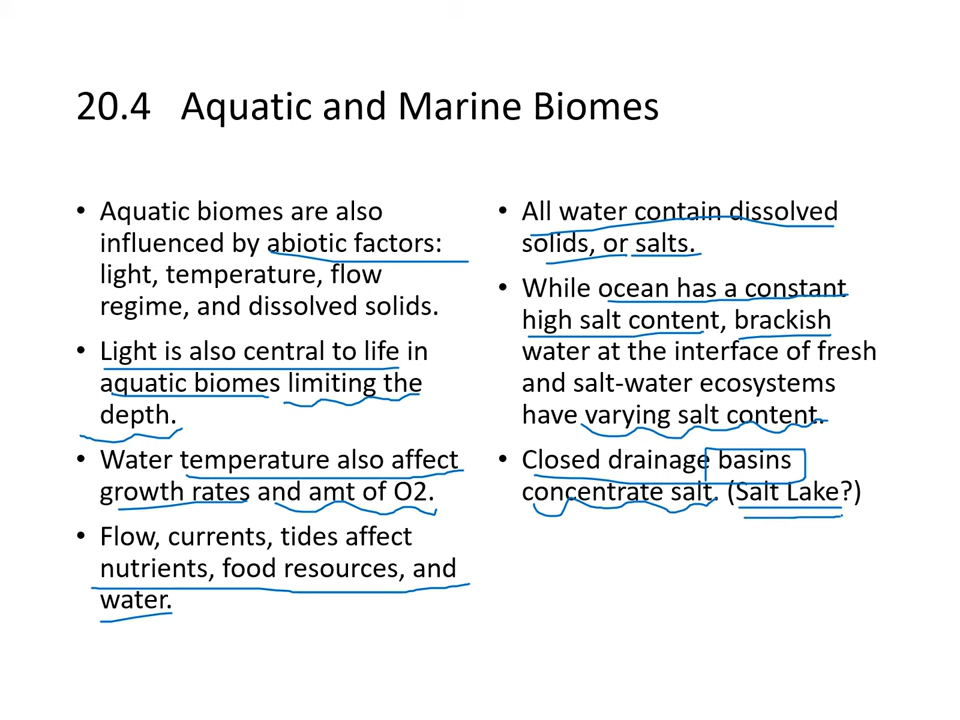 20.4 Aquatic and Marine Biomes
• Aquatic biomes are also
influenced by abiotic factors:
light, temperature, flow
regime, and dissolved solids.
• Light is also central to life in
aquatic biomes limiting the
depth.
• Water temperature also affect
growth rates and amt of O2.
• Flow, currents, tides affect
nutrients, food resources, and
water.
• All water contain dissolved
solids, or salts.
• While ocean has a constant
high salt content, brackish
water at the interface of fresh
and salt-water ecosystems
have varying salt content.
• Closed drainage basins
concentrate salt. (Salt Lake?)